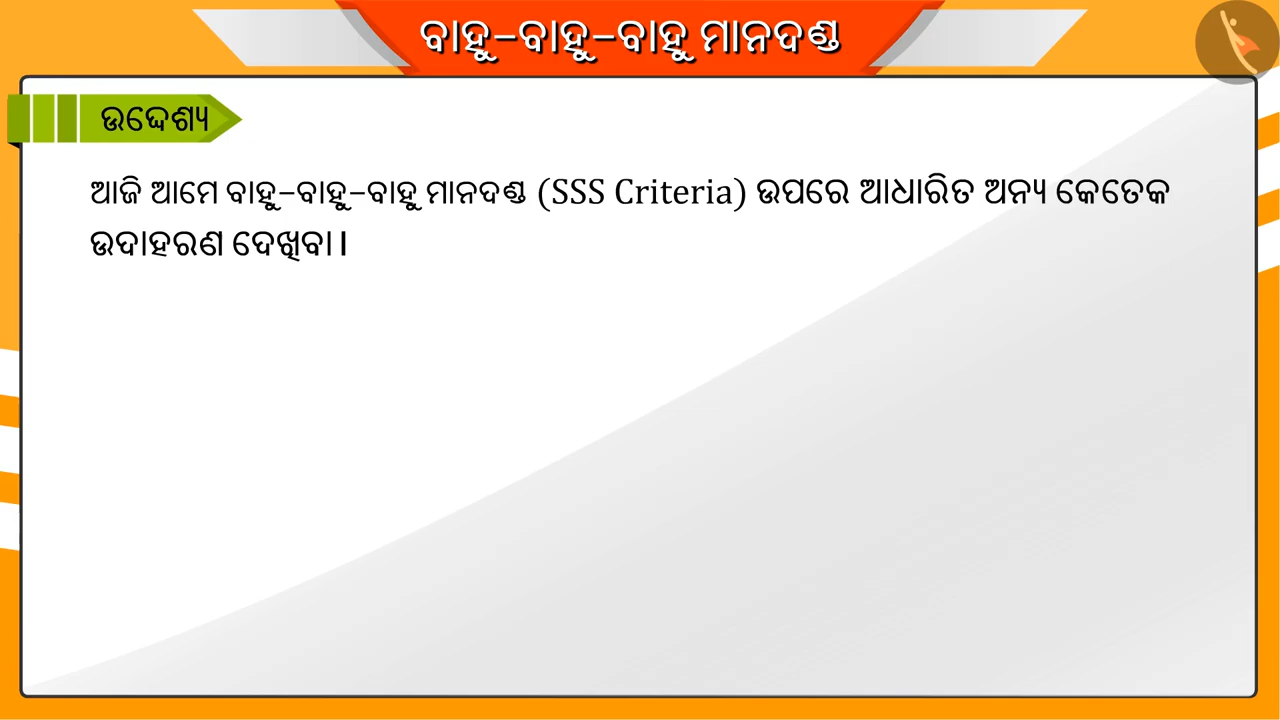 ବାହୁ–ବାହୁ–ବାହୁ ମାନଦଣ୍ଡ
ଉଦ୍ଦେଶ୍ୟ
ଆଜି ଆମେ ବାହୁ–ବାହୁ–ବାହୁ ମାନଦଣ୍ଡ (SSS Criteria) ଉପରେ ଆଧାରିତ ଅନ୍ୟ କେତେକ
ଉଦାହରଣ ଦେଖିବା।